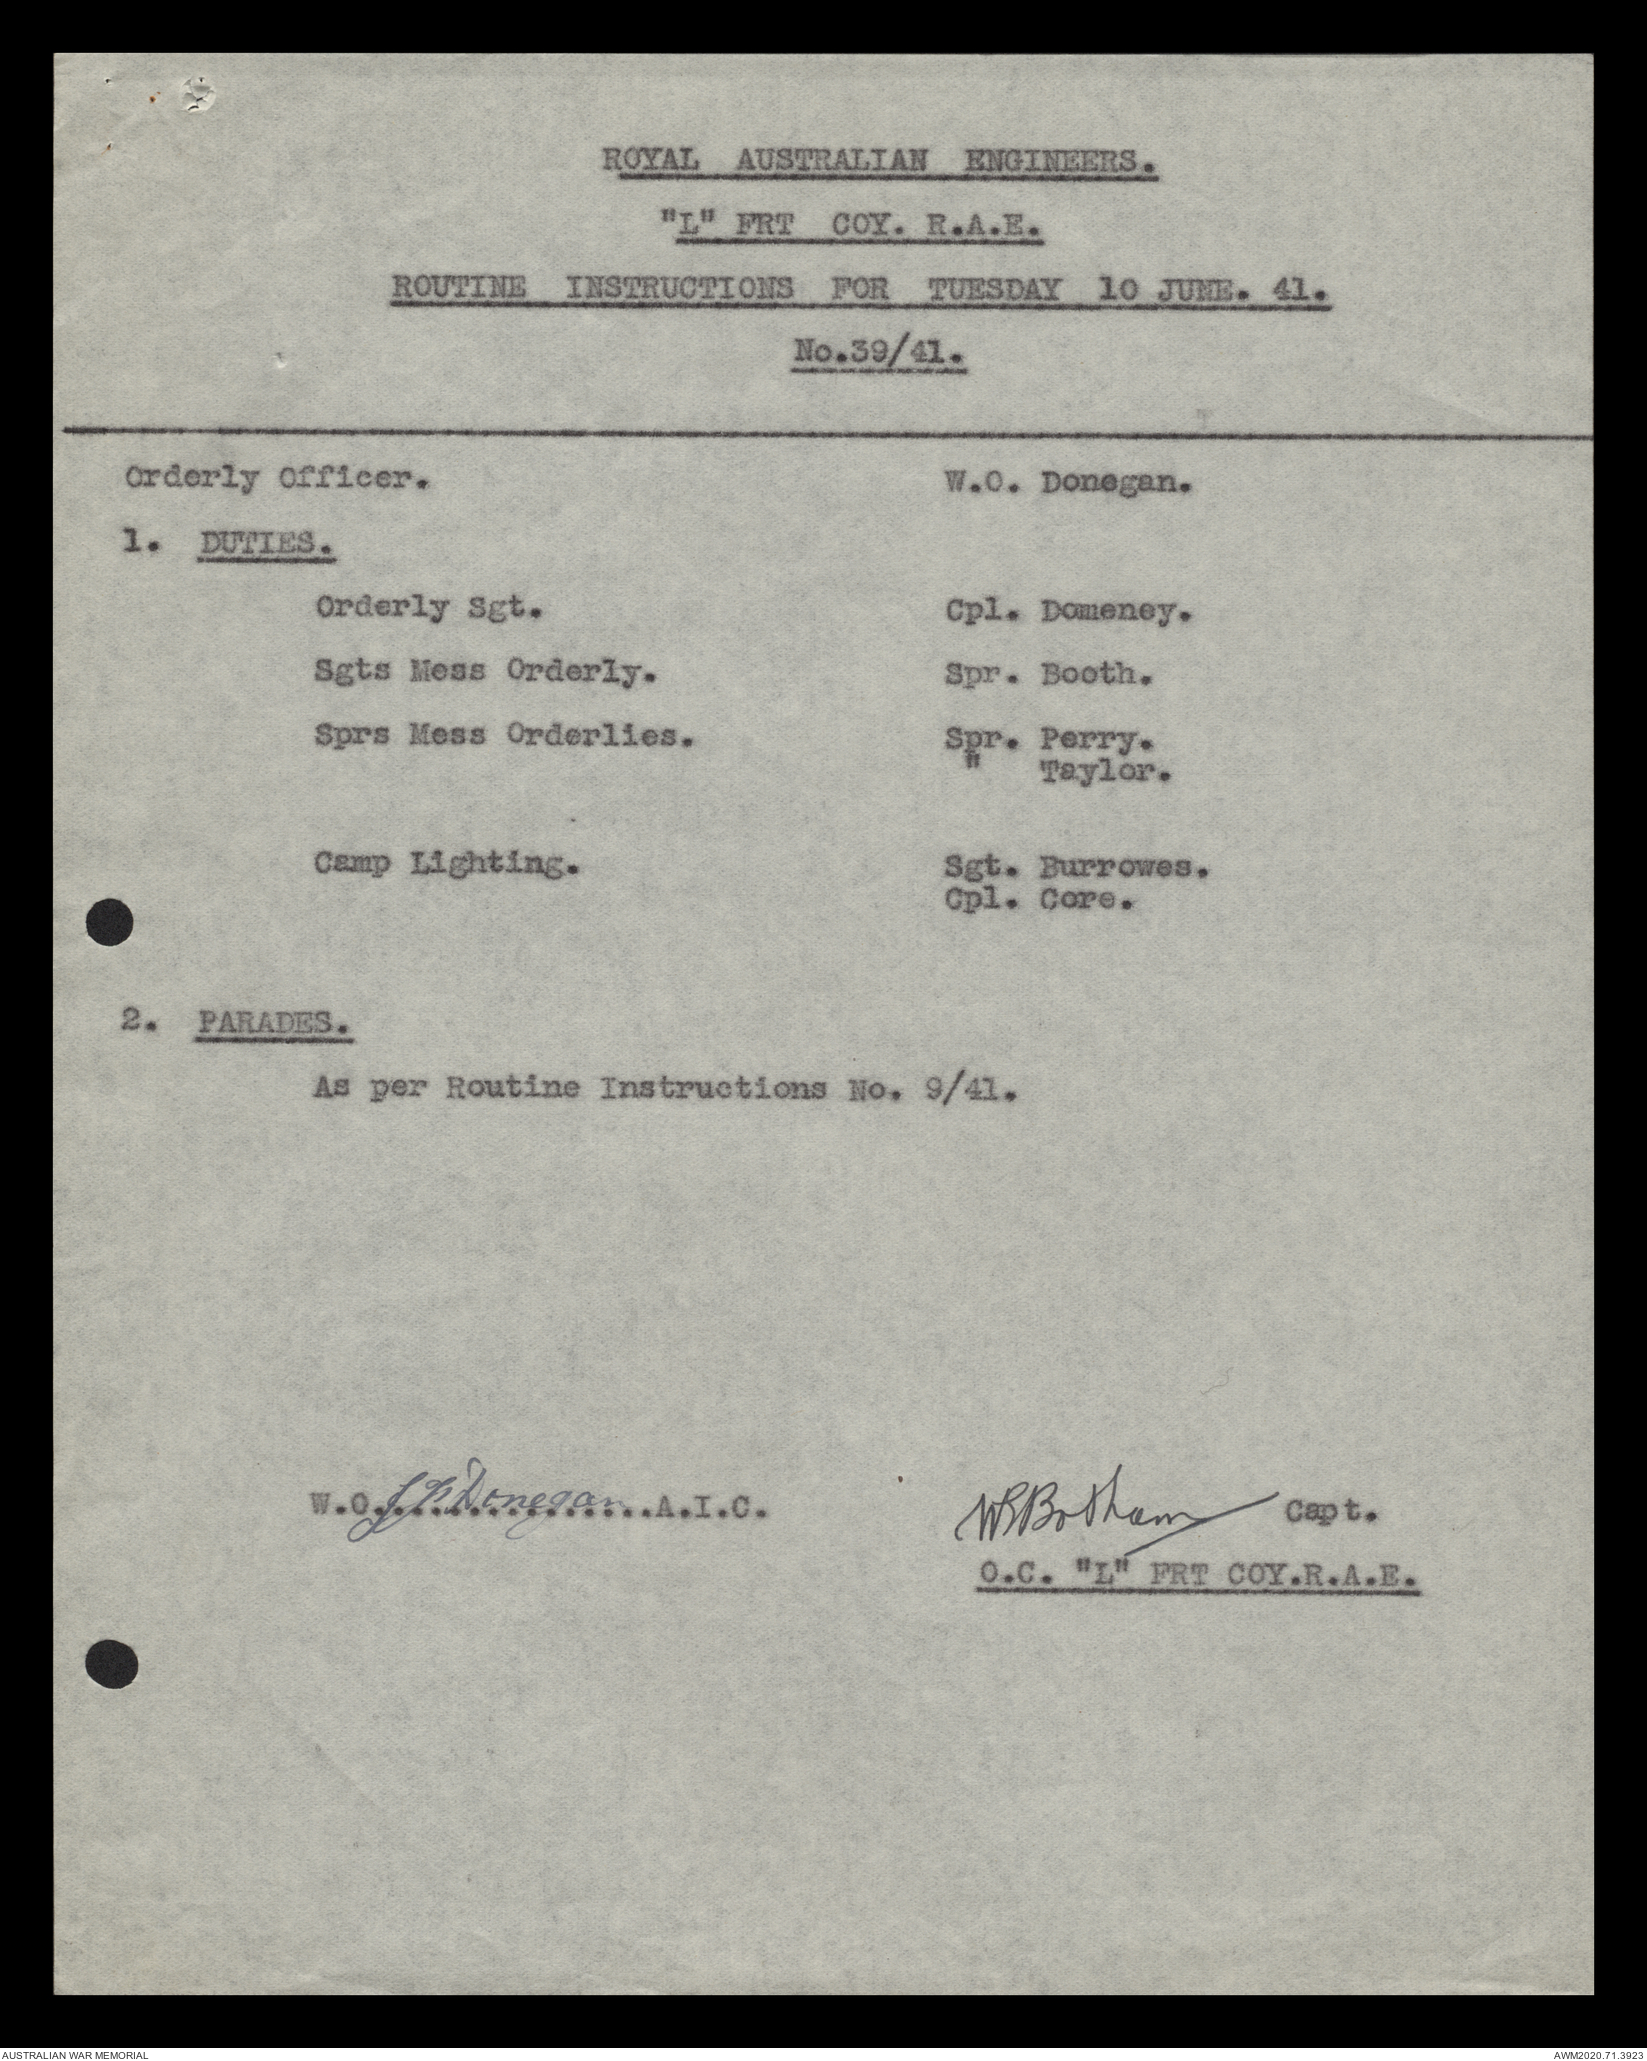 ROYAL AUSTRALIAN ENGINEERS.
"L" FRT COY. R.A.E.
ROUTINE INSTRUCTIONS FOR TUESDAY 10 JUNE. 41.
No.39/41.
Orderly Officer. W.O. Donegan.
1. DUTIES.
Orderly Sgt. Cpl. Domeney.
Sgts Mess Orderly. Spr. Booth.
Sprs Mess Orderlies. Spr. Perry.
" Taylor.
Camp Lighting. Sgt. Burrowes.
Cpl. Core.
2. PARADES.
As per Routine Instructions No. 9/41.
W.O. Donegan A.I.C. Botham Capt.
O.C. "L" FRT COY.R.A.E.
AUSTRALIAN WAR MEMORIAL AWM2020.71.3923